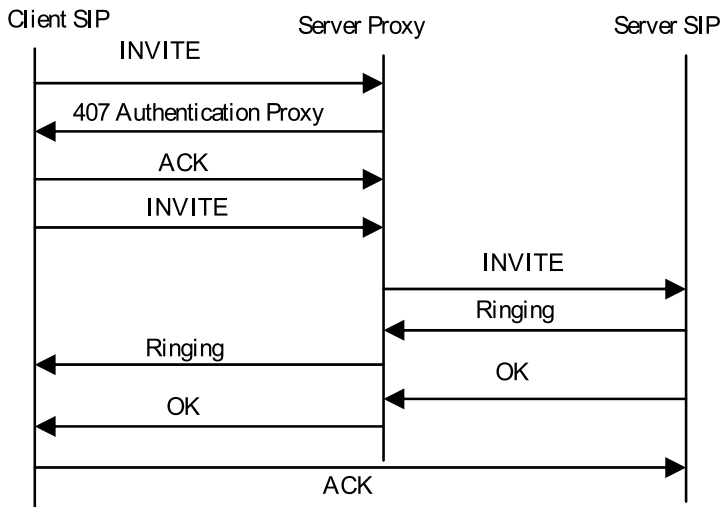 Client SIP
Server Proxy
Server SIP
INVITE
407 Authentication Proxy
ACK
INVITE
INVITE
Ringing
Ringing
OK
OK
ACK